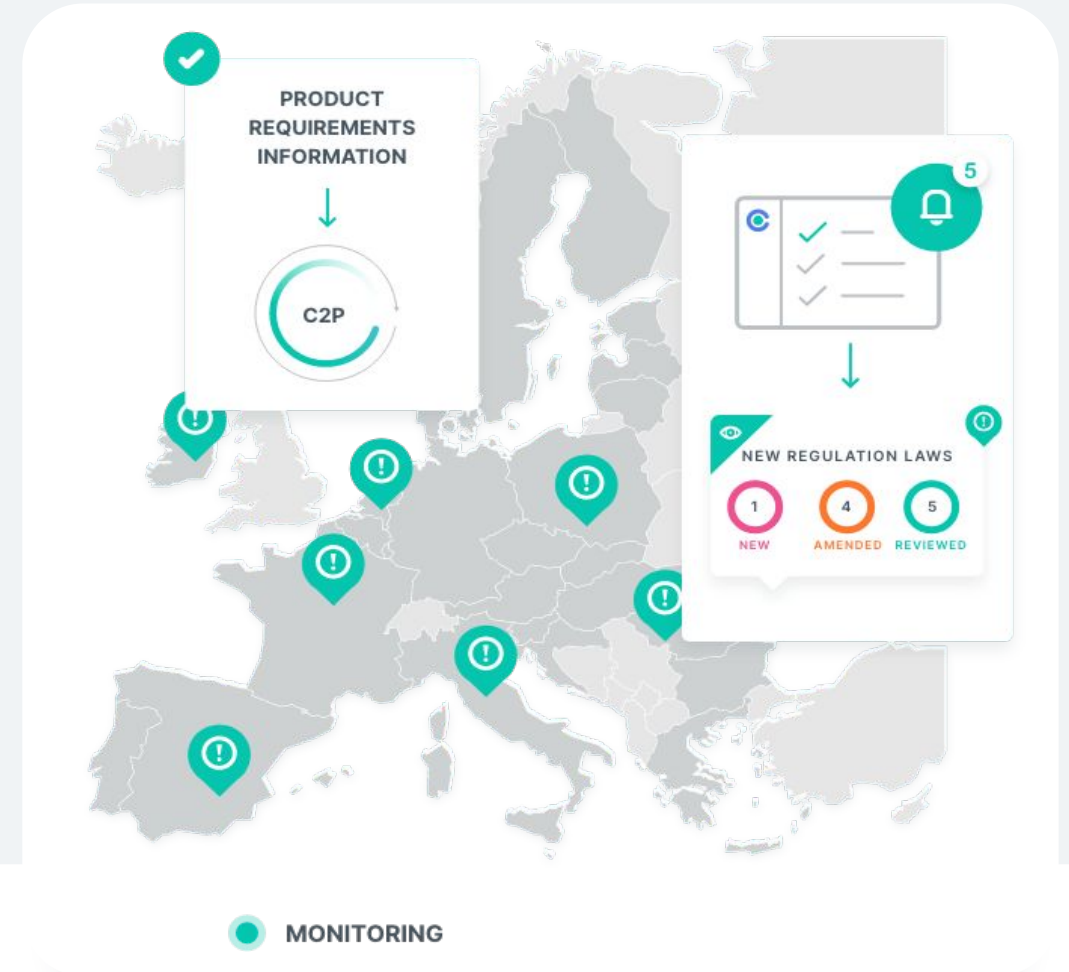 PRODUCT
REQUIREMENTS
INFORMATION
C2P
5
NEW REGULATION LAWS
1
4
5
NEW
AMENDED
REVIEWED
MONITORING